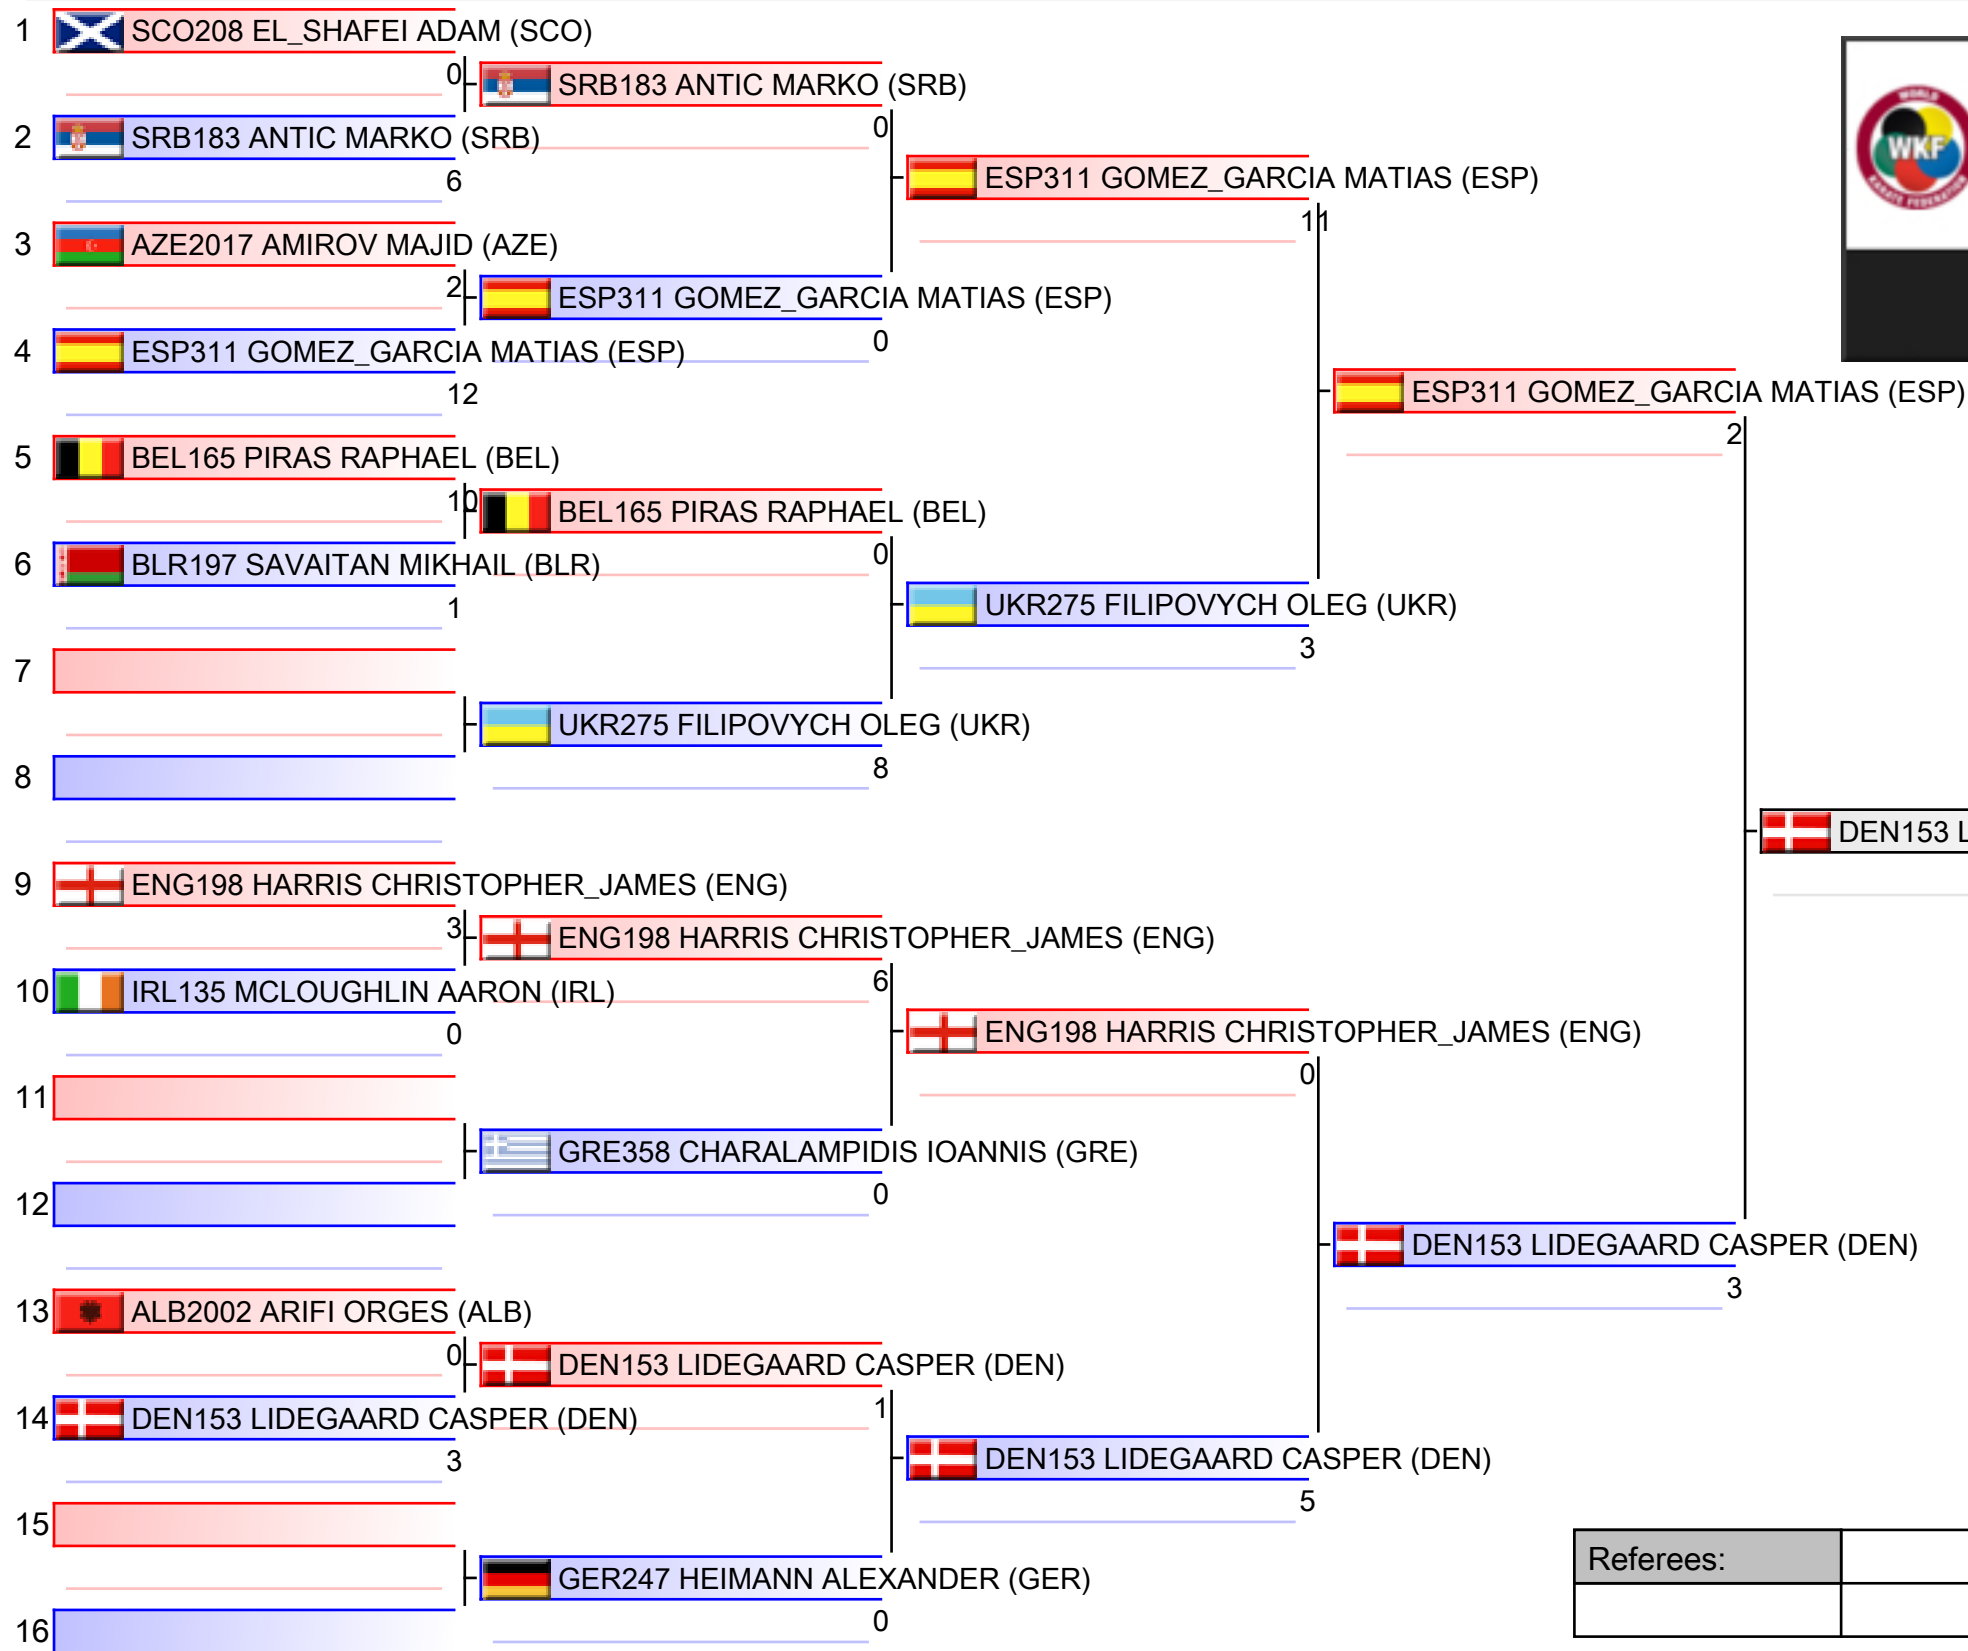 1 SCO208 EL_SHAFEI ADAM (SCO)
0
SRB183 ANTIC MARKO (SRB)
0
2 SRB183 ANTIC MARKO (SRB)
6
ESP311 GOMEZ_GARCIA MATIAS (ESP)
11
3 AZE2017 AMIROV MAJID (AZE)
2
ESP311 GOMEZ_GARCIA MATIAS (ESP)
0
4 ESP311 GOMEZ_GARCIA MATIAS (ESP)
12
ESP311 GOMEZ_GARCIA MATIAS (ESP)
2
5 BEL165 PIRAS RAPHAEL (BEL)
10
BEL165 PIRAS RAPHAEL (BEL)
0
6 BLR197 SAVAITAN MIKHAIL (BLR)
1
UKR275 FILIPOVYCH OLEG (UKR)
3
7
UKR275 FILIPOVYCH OLEG (UKR)
8
8
DEN153 L
9 ENG198 HARRIS CHRISTOPHER_JAMES (ENG)
3
ENG198 HARRIS CHRISTOPHER_JAMES (ENG)
6
10 IRL135 MCLOUGHLIN AARON (IRL)
0
ENG198 HARRIS CHRISTOPHER_JAMES (ENG)
0
11
GRE358 CHARALAMPIDIS IOANNIS (GRE)
0
12
DEN153 LIDEGAARD CASPER (DEN)
3
13 ALB2002 ARIFI ORGES (ALB)
0
DEN153 LIDEGAARD CASPER (DEN)
1
14 DEN153 LIDEGAARD CASPER (DEN)
3
DEN153 LIDEGAARD CASPER (DEN)
5
15
GER247 HEIMANN ALEXANDER (GER)
0
16
WORLD
WKF
KARATE FEDERATION
Referees: